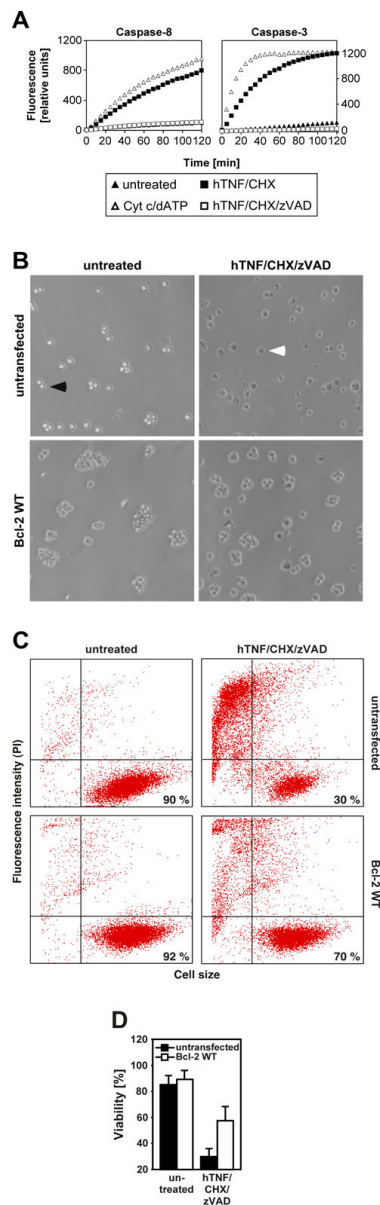 A
Caspase-8 Caspase-3
Fluorescence
[relative units]
1200
800
400
0
0 20 40 60 80 100 120
0 20 40 60 80 100 120
1200
800
400
0
Time [min]
▲ untreated ■ hTNF/CHX
△ Cyt c/dATP □ hTNF/CHX/zVAD
B
untreated hTNF/CHX/zVAD
untransfected
Bcl-2 WT
C
untreated hTNF/CHX/zVAD
Fluorescence intensity (PI)
untransfected
90 % 30 %
Bcl-2 WT
92 % 70 %
Cell size
D
Viability [%]
120
100
80
60
40
20
untransfected
Bcl-2 WT
un-
treated
hTNF/
CHX/
zVAD